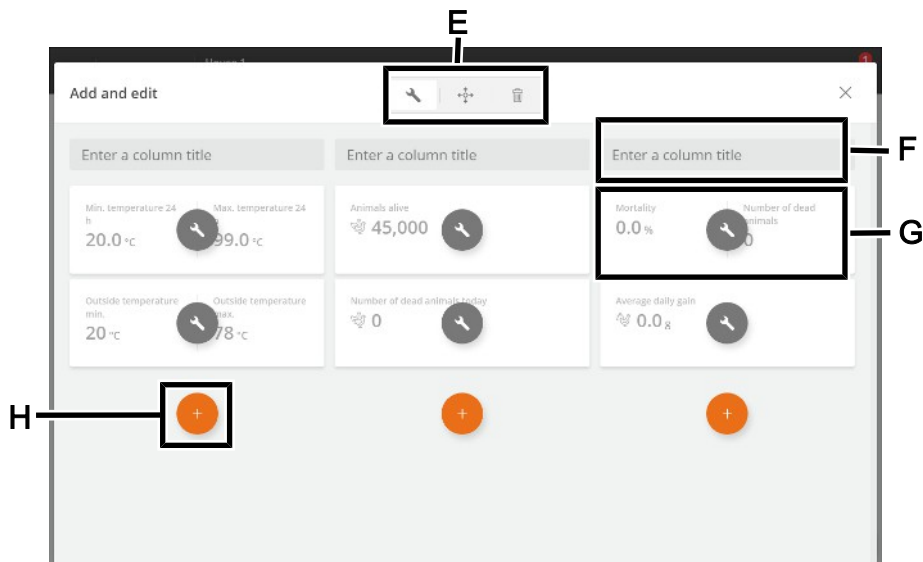 E
House 1
1
Add and edit
Enter a column title
Enter a column title
Enter a column title
F
Min. temperature 24 h
20.0 °C
Max. temperature 24
99.0 °C
Animals alive
45,000
Mortality
0.0 %
Number of dead animals
0
G
Outside temperature min.
20 °C
Outside temperature max.
78 °C
Number of dead animals today
0
Average daily gain
0.0 g
H
+
+
+